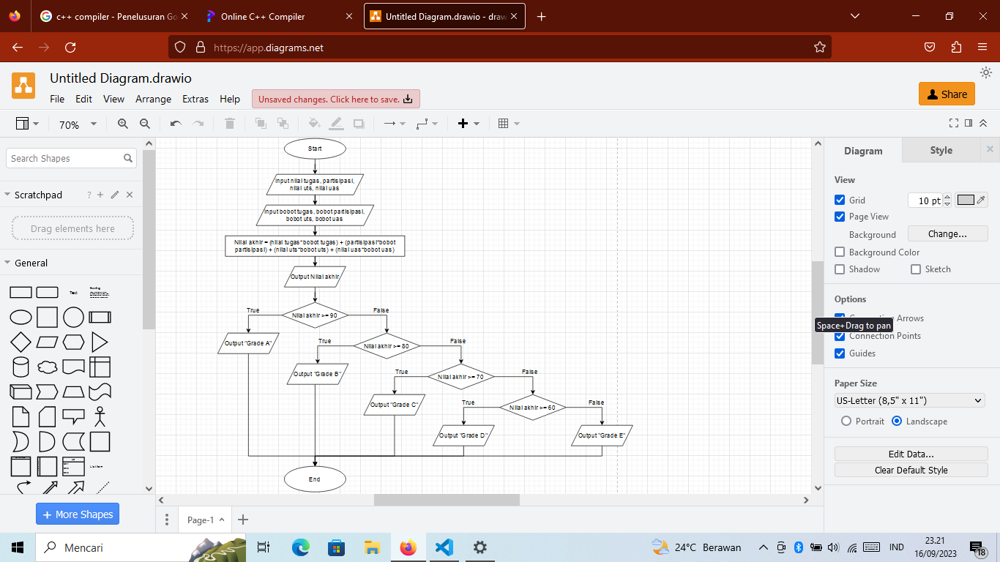 c++ compiler - Penelusuran Go
Online C++ Compiler
Untitled Diagram.drawio - draw
https://app.diagrams.net
Untitled Diagram.drawio
File Edit View Arrange Extras Help
Unsaved changes. Click here to save.
Share
70%
Search Shapes
Scratchpad
?
Drag elements here
General
Text
Heading
List Item
+ More Shapes
Start
Input nilai tugas, partisipasi,
nilai uts, nilai uas
Input bobot tugas, bobot partisipasi,
bobot uts, bobot uas
Nilai akhir = (nilai tugas*bobot tugas) + (partisipasi*bobot
partisipasi) + (nilai uts*bobot uts) + (nilai uas*bobot uas)
Output Nilai akhir
True
Nilai akhir >= 90
False
Output "Grade A"
True
Nilai akhir >= 80
False
Output "Grade B"
True
Nilai akhir >= 70
False
Output "Grade C"
True
Nilai akhir >= 60
False
Output "Grade D"
Output "Grade E"
End
Page-1
Diagram
Style
View
Grid
10 pt
Page View
Background
Change...
Background Color
Shadow
Sketch
Options
Arrows
Space+Drag to pan
Connection Points
Guides
Paper Size
US-Letter (8,5" x 11")
Portrait
Landscape
Edit Data...
Clear Default Style
Mencari
24°C Berawan
IND
23.21
16/09/2023
18